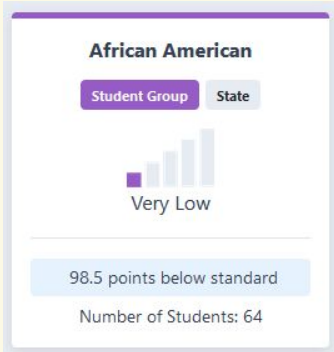 African American
Student Group State
Very Low
98.5 points below standard
Number of Students: 64